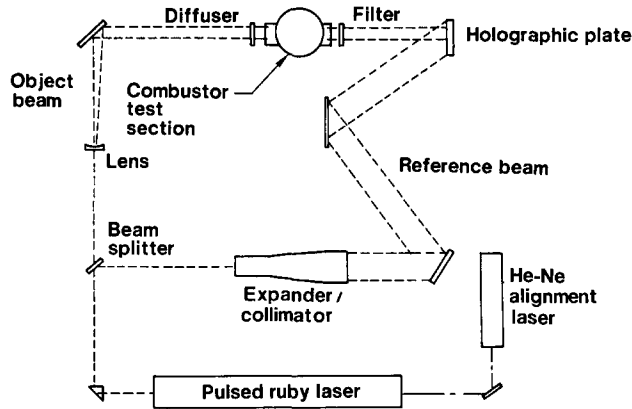 Diffuser
Filter
Holographic plate
Object
beam
Combustor
test
section
Lens
Reference beam
Beam
splitter
Expander/
collimator
He-Ne
alignment
laser
Pulsed ruby laser